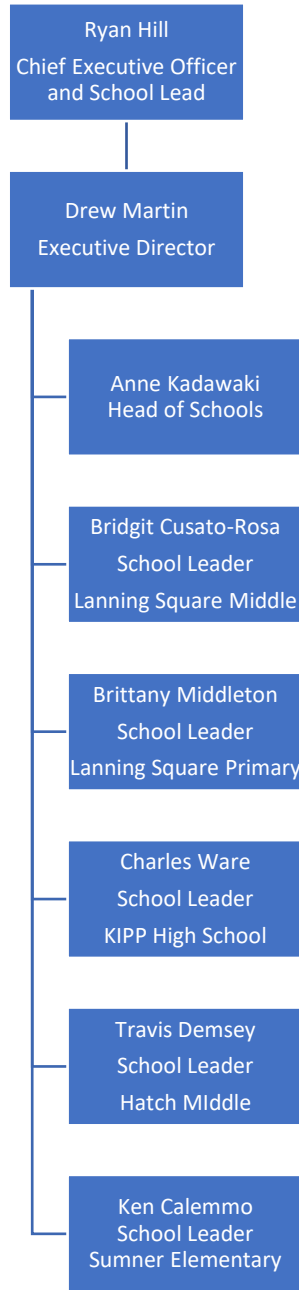 Ryan Hill
Chief Executive Officer
and School Lead
Drew Martin
Executive Director
Anne Kadawaki
Head of Schools
Bridgit Cusato-Rosa
School Leader
Lanning Square Middle
Brittany Middleton
School Leader
Lanning Square Primary
Charles Ware
School Leader
KIPP High School
Travis Demsey
School Leader
Hatch MIddle
Ken Calemmo
School Leader
Sumner Elementary